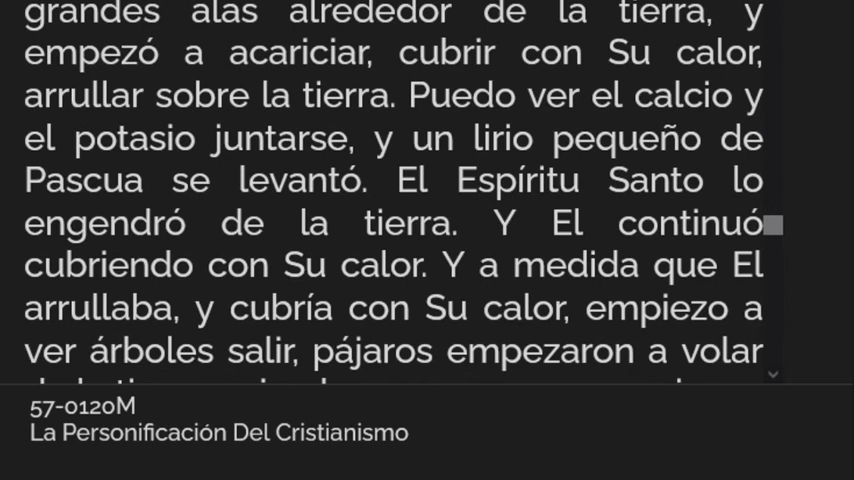 grandes alas alrededor de la tierra, y
empezó a acariciar, cubrir con Su calor,
arrullar sobre la tierra. Puedo ver el calcio y
el potasio juntarse, y un lirio pequeño de
Pascua se levantó. El Espíritu Santo lo
engendró de la tierra. Y El continuó
cubriendo con Su calor. Y a medida que El
arrullaba, y cubría con Su calor, empiezo a
ver árboles salir, pájaros empezaron a volar
57-0120M
La Personificación Del Cristianismo